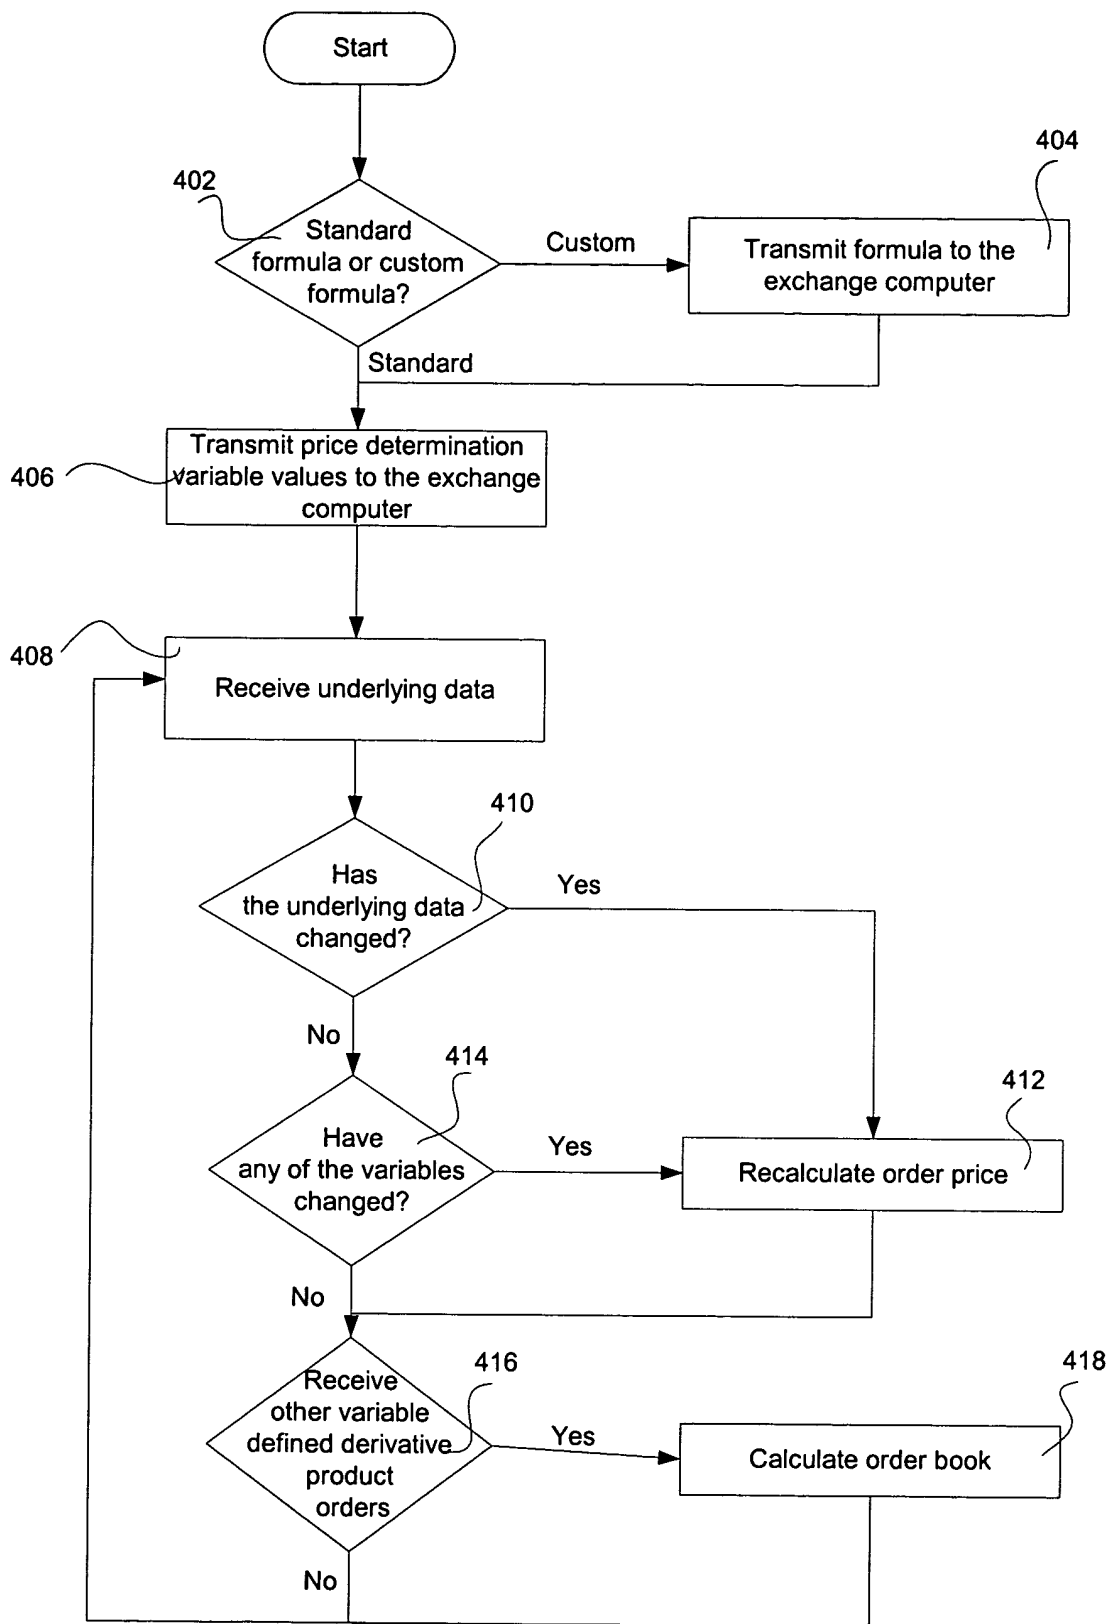 Start
404
402
Standard
formula or custom
formula?
Custom
Transmit formula to the
exchange computer
Standard
Transmit price determination
variable values to the exchange
computer
406
408
Receive underlying data
410
Has
the underlying data
changed?
Yes
No
414
412
Have
any of the variables
changed?
Yes
Recalculate order price
No
416
418
Receive
other variable
defined derivative
product
orders
Yes
Calculate order book
No